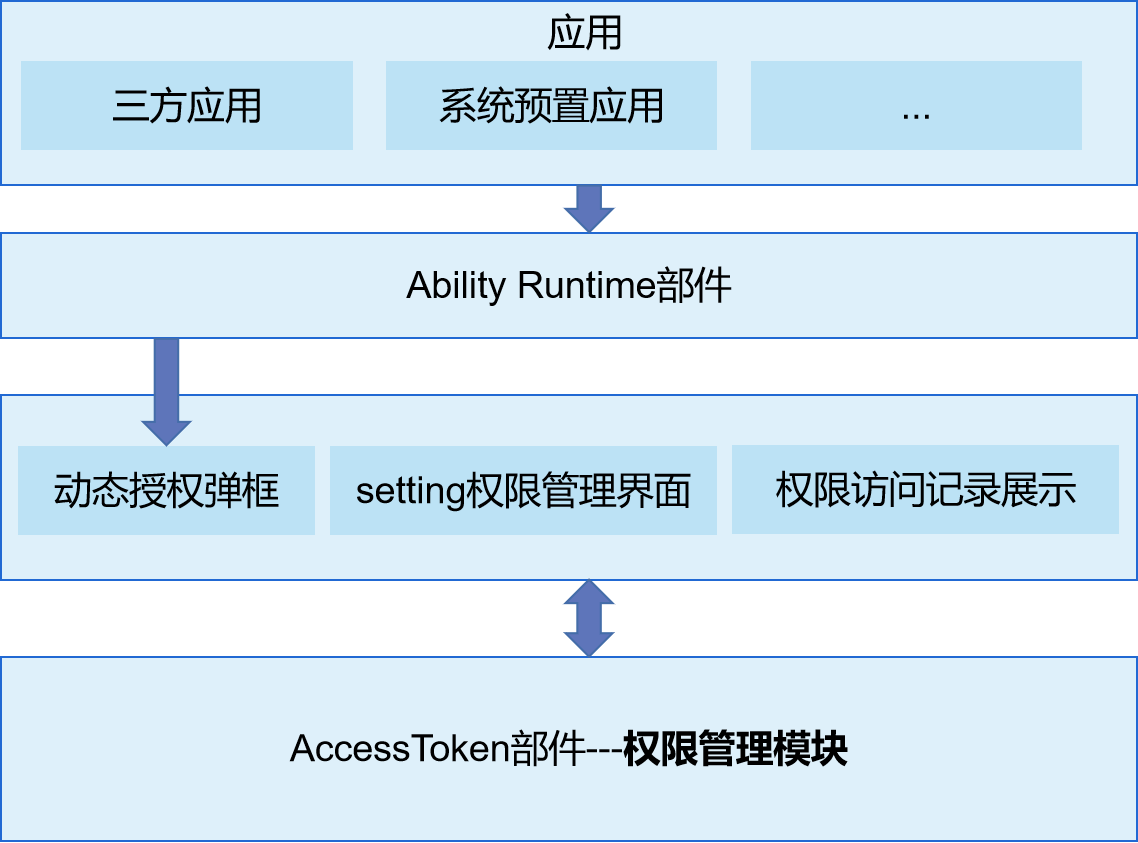 应用
三方应用
系统预置应用
...
Ability Runtime部件
动态授权弹框
setting权限管理界面
权限访问记录展示
AccessToken部件---权限管理模块